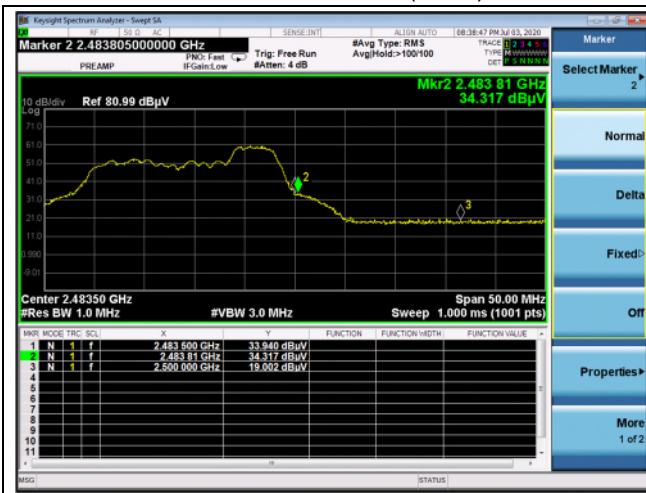 Keysight Spectrum Analyzer - Swept SA
RF 50 Ω AC SENSE:INT ALIGN AUTO 08:38:47 PM Jul 03, 2020
Marker 2 2.483805000000 GHz
PNO: Fast
IFGain:Low
Trig: Free Run
#Atten: 4 dB
#Avg Type: RMS
Avg|Hold:>100/100
TRACE 1 2 3 4 5 6
TYPE M WWWWW
DET P S N N N N
PREAMP
Mkr2 2.483 81 GHz
34.317 dBµV
10 dB/div Ref 80.99 dBµV
Log
71.0
61.0
51.0
41.0
31.0
21.0
11.0
0.990
-9.01
2
3
Center 2.48350 GHz
Span 50.00 MHz
#Res BW 1.0 MHz #VBW 3.0 MHz Sweep 1.000 ms (1001 pts)
MKR MODE TRC SCL X Y FUNCTION FUNCTION WIDTH FUNCTION VALUE
1 N 1 f 2.483 500 GHz 33.940 dBµV
2 N 1 f 2.483 81 GHz 34.317 dBµV
3 N 1 f 2.500 000 GHz 19.002 dBµV
4
5
6
7
8
9
10
11
MSG STATUS
Marker
Select Marker
2
Normal
Delta
Fixed
Off
Properties
More
1 of 2